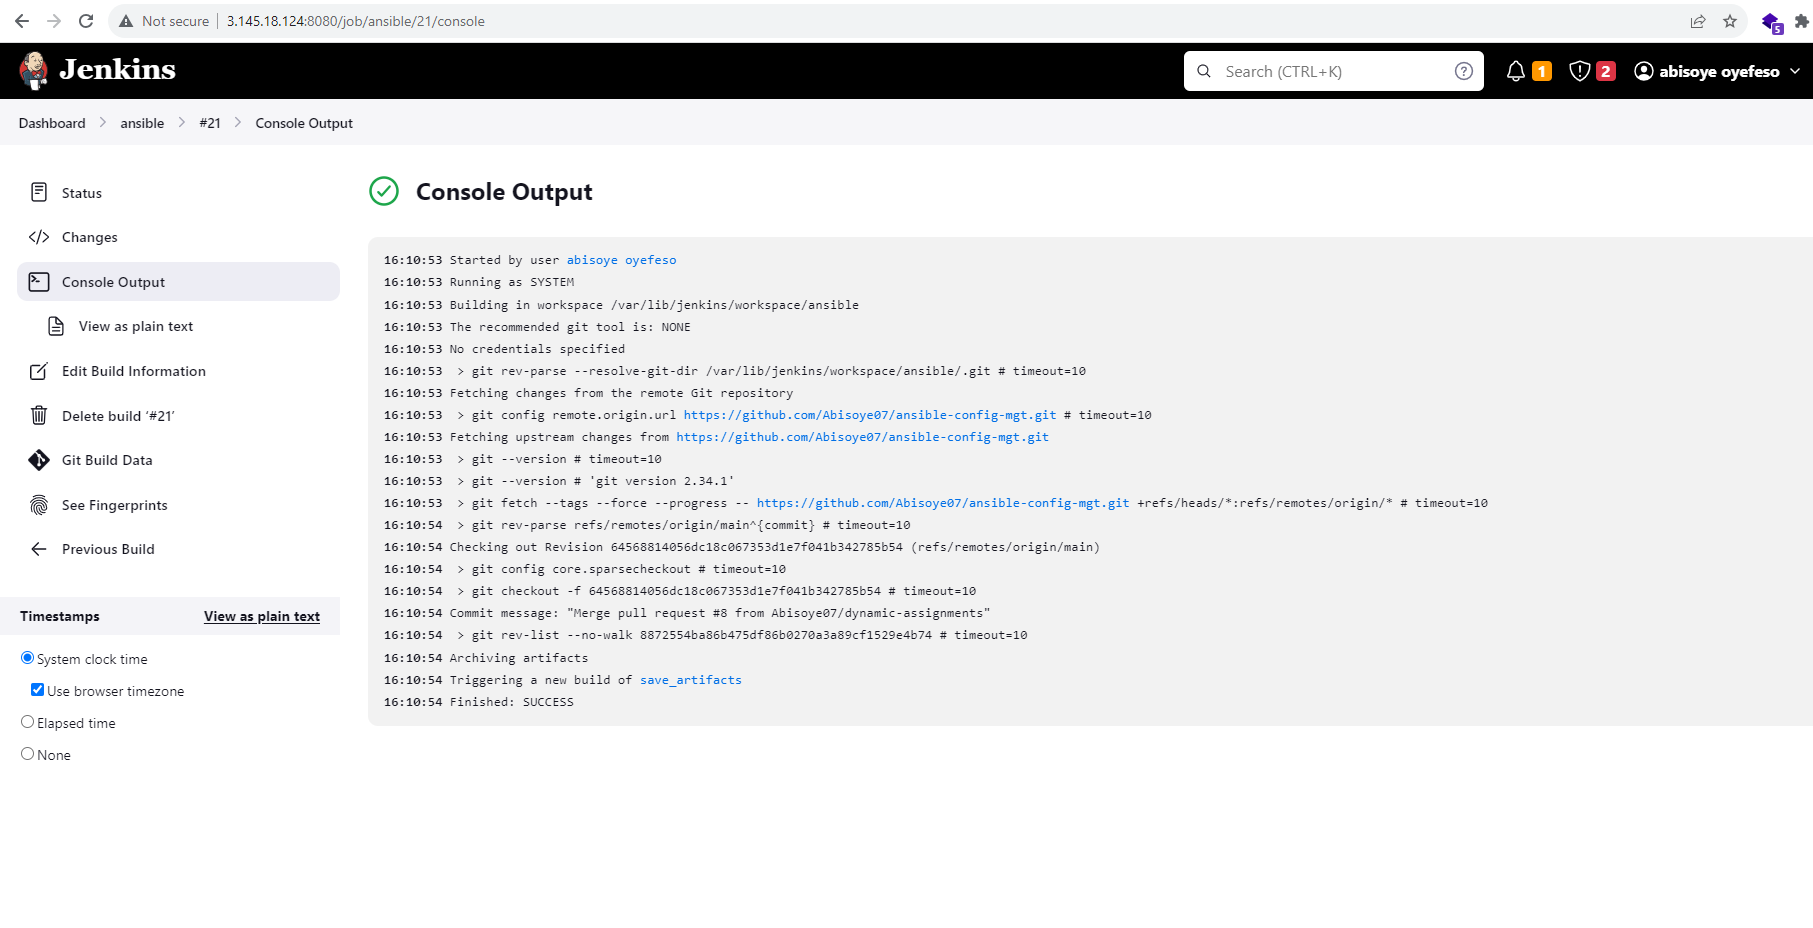 Not secure 3.145.18.124:8080/job/ansible/21/console
5
Jenkins
Search (CTRL+K)
1
2
abisoye oyefeso
Dashboard
ansible
#21
Console Output
Status
Changes
Console Output
View as plain text
Edit Build Information
Delete build ‘#21’
Git Build Data
See Fingerprints
Previous Build
Timestamps View as plain text
System clock time
Use browser timezone
Elapsed time
None
Console Output
16:10:53 Started by user abisoye oyefeso
16:10:53 Running as SYSTEM
16:10:53 Building in workspace /var/lib/jenkins/workspace/ansible
16:10:53 The recommended git tool is: NONE
16:10:53 No credentials specified
16:10:53 > git rev-parse --resolve-git-dir /var/lib/jenkins/workspace/ansible/.git # timeout=10
16:10:53 Fetching changes from the remote Git repository
16:10:53 > git config remote.origin.url https://github.com/Abisoye07/ansible-config-mgt.git # timeout=10
16:10:53 Fetching upstream changes from https://github.com/Abisoye07/ansible-config-mgt.git
16:10:53 > git --version # timeout=10
16:10:53 > git --version # 'git version 2.34.1'
16:10:53 > git fetch --tags --force --progress -- https://github.com/Abisoye07/ansible-config-mgt.git +refs/heads/*:refs/remotes/origin/* # timeout=10
16:10:54 > git rev-parse refs/remotes/origin/main^{commit} # timeout=10
16:10:54 Checking out Revision 64568814056dc18c067353d1e7f041b342785b54 (refs/remotes/origin/main)
16:10:54 > git config core.sparsecheckout # timeout=10
16:10:54 > git checkout -f 64568814056dc18c067353d1e7f041b342785b54 # timeout=10
16:10:54 Commit message: "Merge pull request #8 from Abisoye07/dynamic-assignments"
16:10:54 > git rev-list --no-walk 8872554ba86b475df86b0270a3a89cf1529e4b74 # timeout=10
16:10:54 Archiving artifacts
16:10:54 Triggering a new build of save_artifacts
16:10:54 Finished: SUCCESS